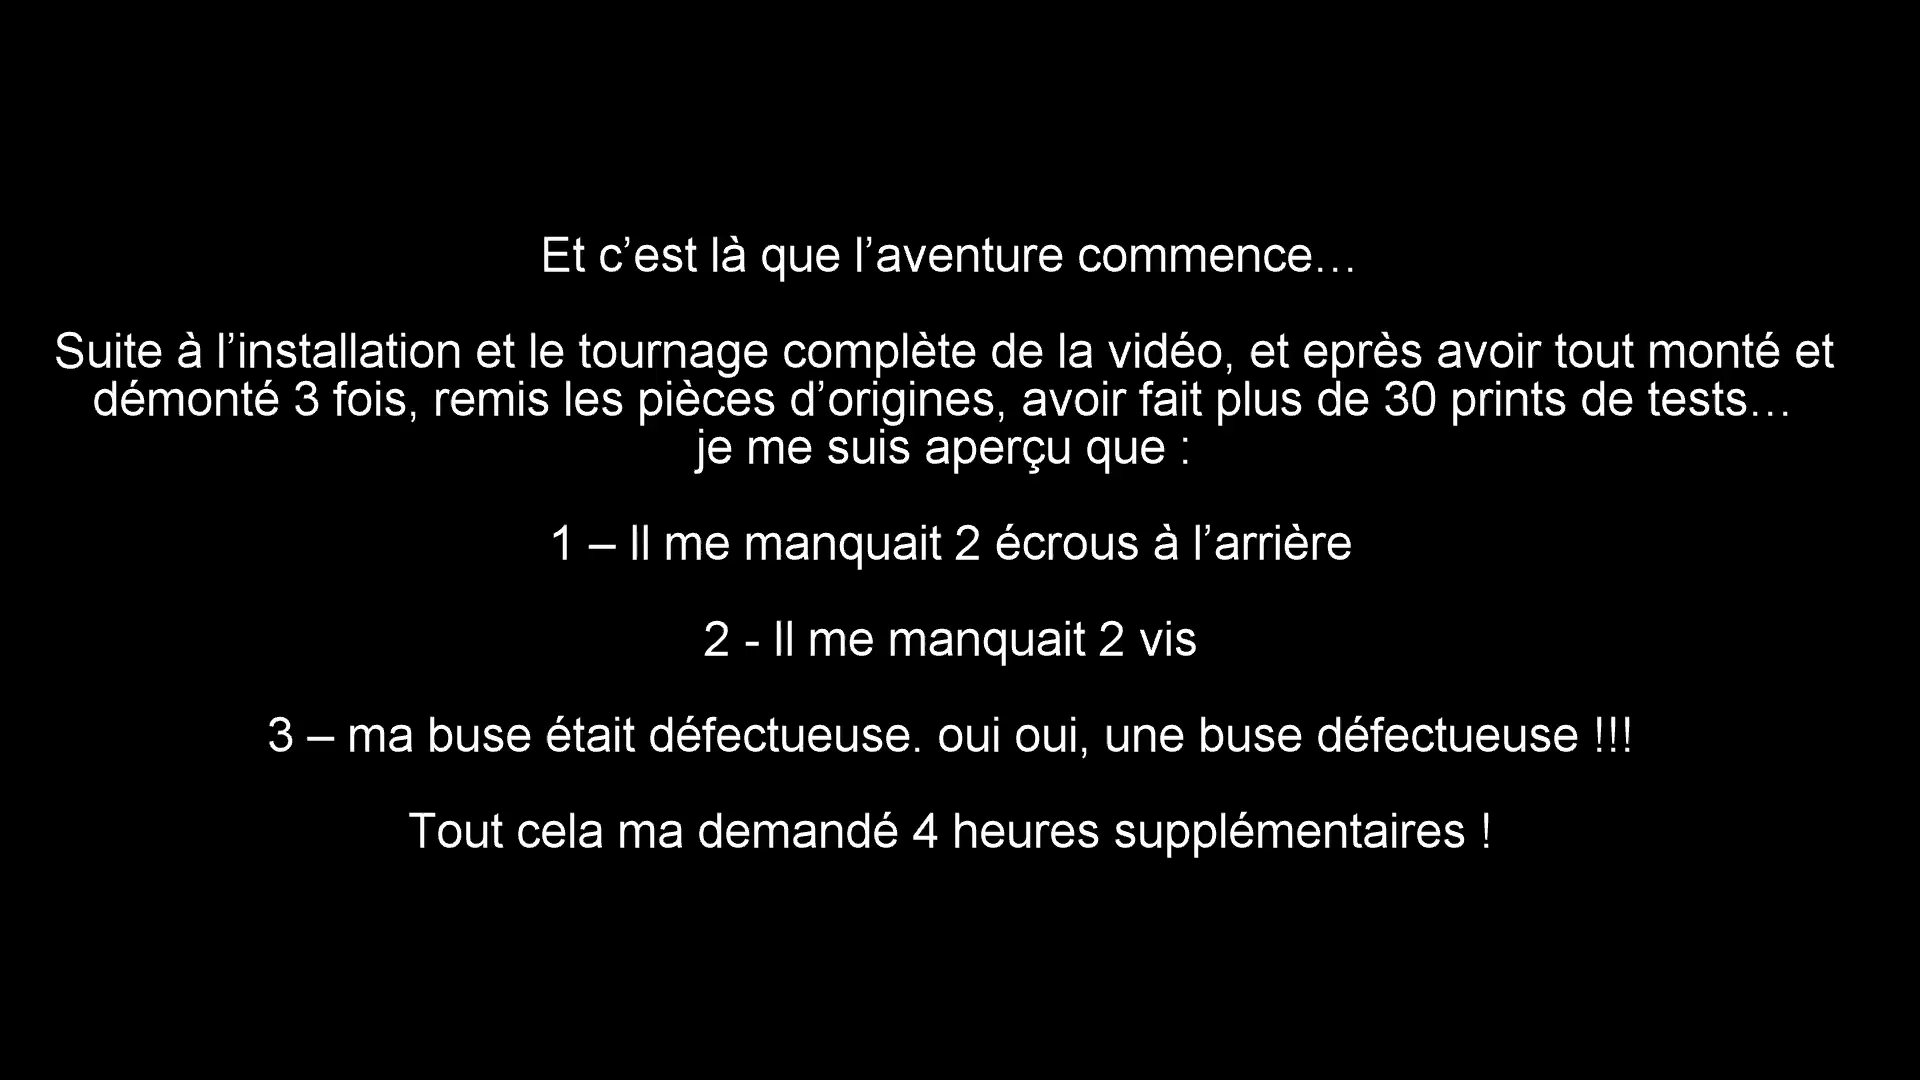 Et c’est là que l’aventure commence…
Suite à l’installation et le tournage complète de la vidéo, et eprès avoir tout monté et
démonté 3 fois, remis les pièces d’origines, avoir fait plus de 30 prints de tests…
je me suis aperçu que :
1 – Il me manquait 2 écrous à l’arrière
2 - Il me manquait 2 vis
3 – ma buse était défectueuse. oui oui, une buse défectueuse !!!
Tout cela ma demandé 4 heures supplémentaires !